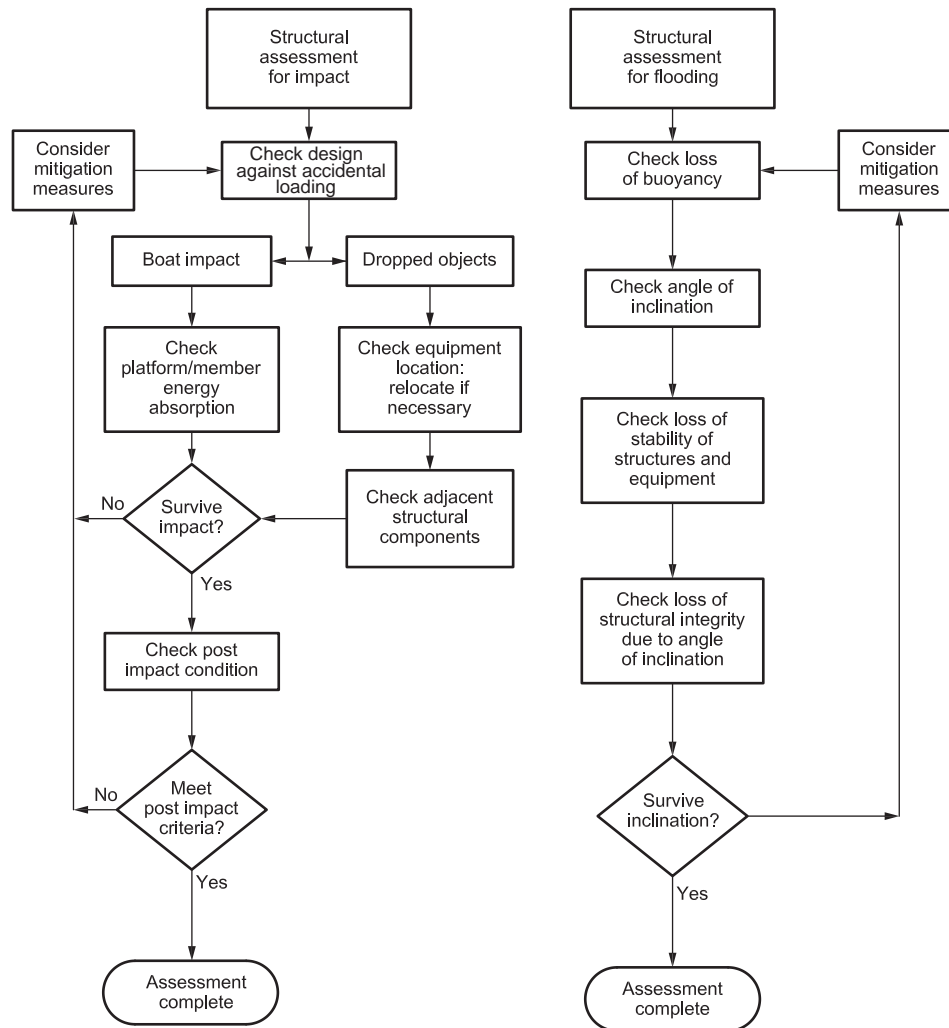 Structural
assessment
for impact
Consider
mitigation
measures
Check design
against accidental
loading
Boat impact
Dropped objects
Check
platform/member
energy
absorption
Check equipment
location:
relocate if
necessary
Survive
impact?
No
Check adjacent
structural
components
Yes
Check post
impact condition
Meet
post impact
criteria?
No
Yes
Assessment
complete
Structural
assessment
for flooding
Check loss
of buoyancy
Consider
mitigation
measures
Check angle of
inclination
Check loss of
stability of
structures and
equipment
Check loss of
structural integrity
due to angle
of inclination
Survive
inclination?
Yes
Assessment
complete